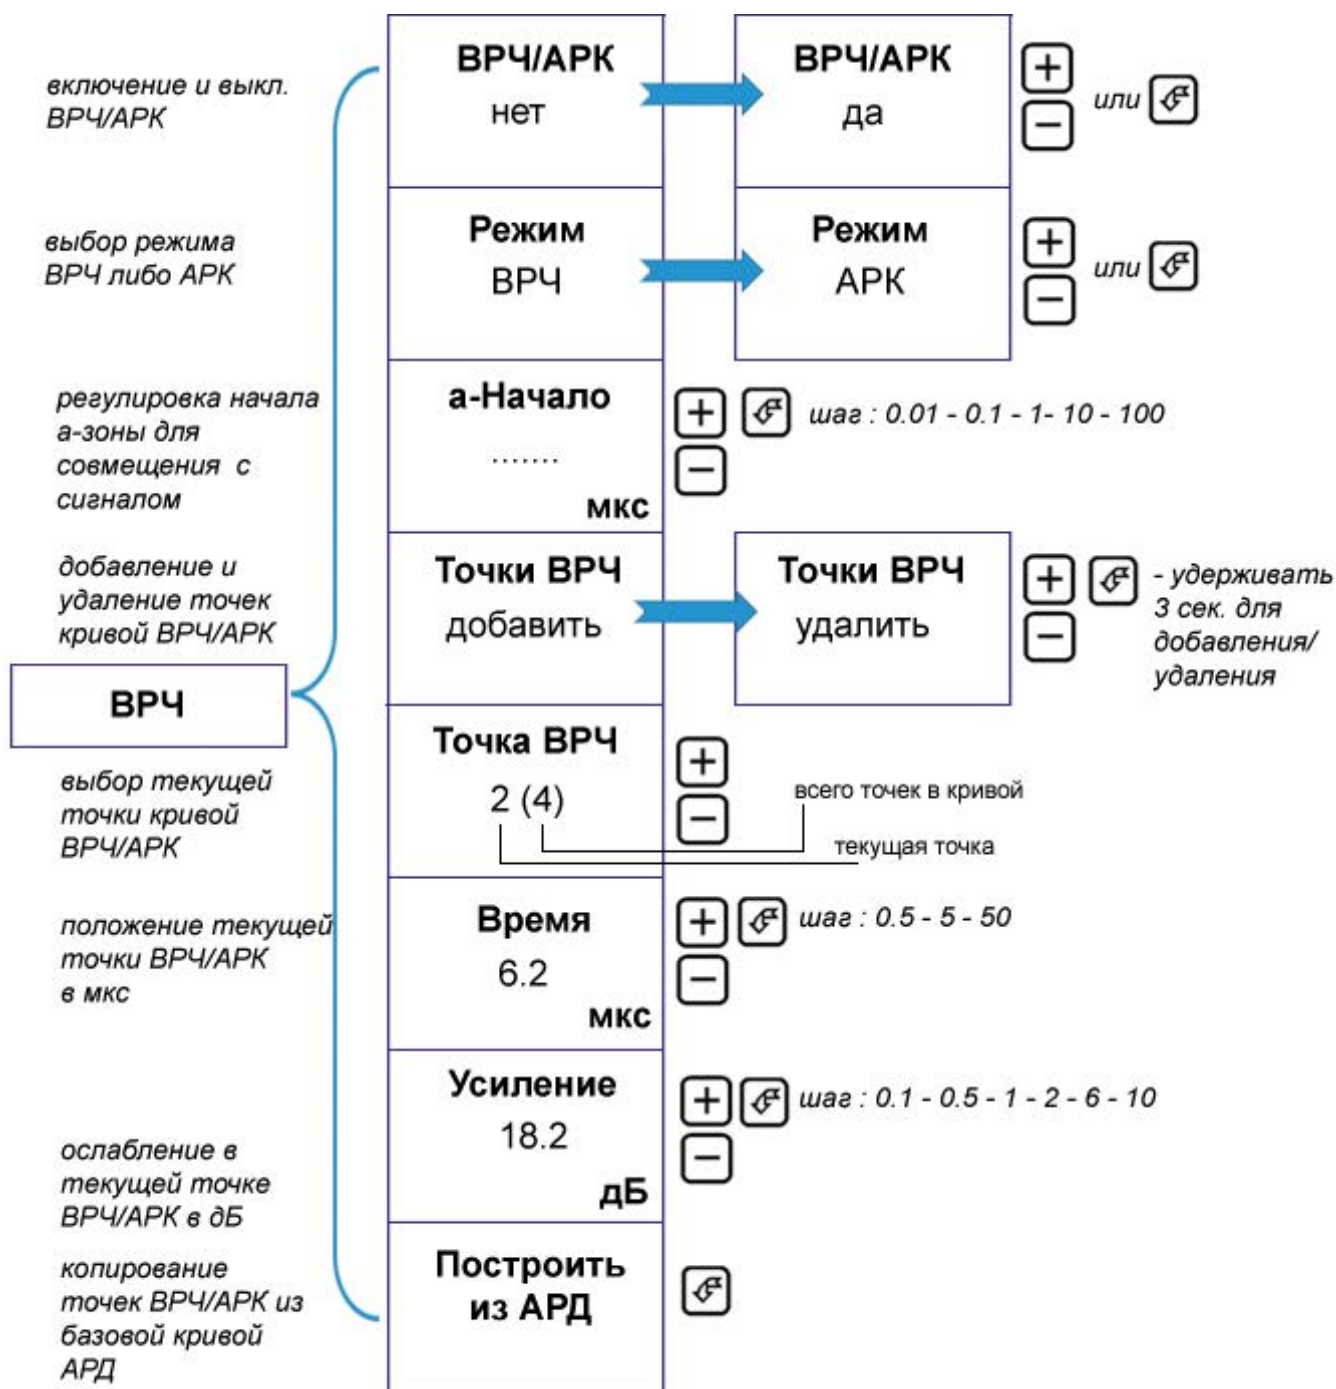 включение и выкл.
ВРЧ/АРК
ВРЧ/АРК
нет
ВРЧ/АРК
да
+
−
или
выбор режима
ВРЧ либо АРК
Режим
ВРЧ
Режим
АРК
+
−
или
регулировка начала
а-зоны для
совмещения с
сигналом
а-Начало
.......
мкс
+
−
шаг : 0.01 - 0.1 - 1- 10 - 100
добавление и
удаление точек
кривой ВРЧ/АРК
Точки ВРЧ
добавить
Точки ВРЧ
удалить
+
−
- удерживать
3 сек. для
добавления/
удаления
ВРЧ
выбор текущей
точки кривой
ВРЧ/АРК
Точка ВРЧ
2 (4)
+
−
всего точек в кривой
текущая точка
положение текущей
точки ВРЧ/АРК
в мкс
Время
6.2
мкс
+
−
шаг : 0.5 - 5 - 50
ослабление в
текущей точке
ВРЧ/АРК в дБ
Усиление
18.2
дБ
+
−
шаг : 0.1 - 0.5 - 1 - 2 - 6 - 10
копирование
точек ВРЧ/АРК из
базовой кривой
АРД
Построить
из АРД